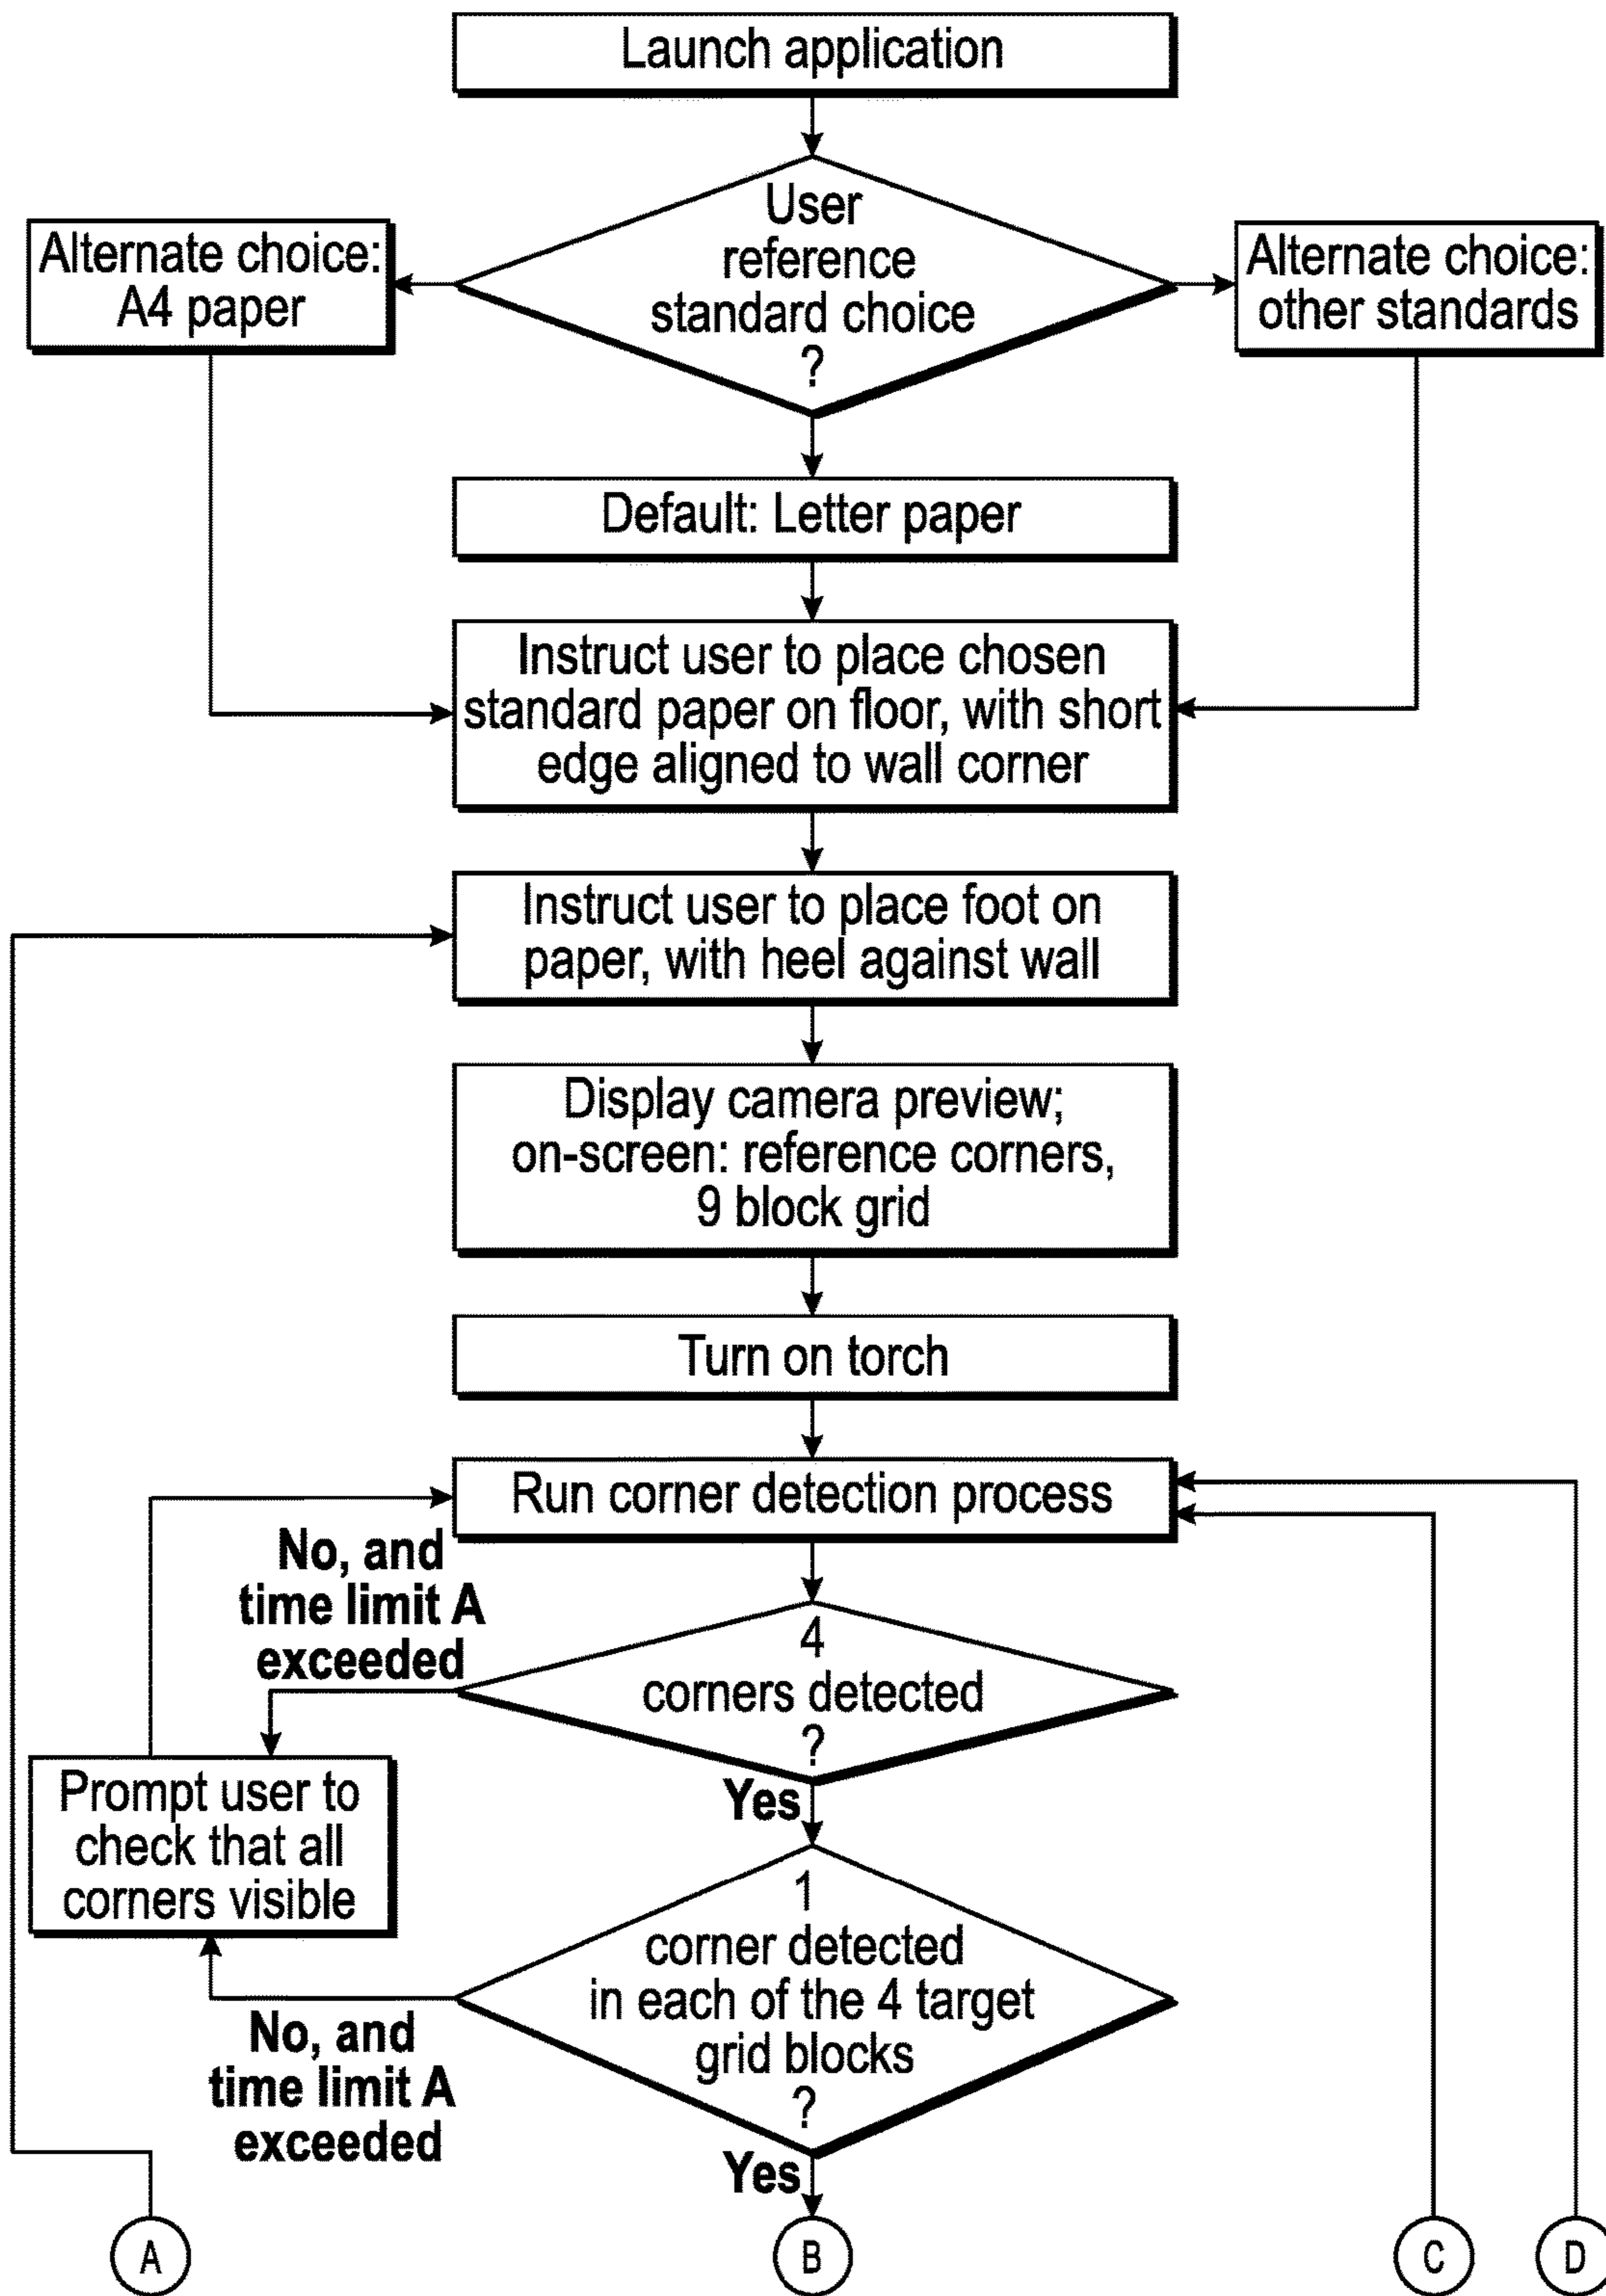 Launch application
User
reference
standard choice
?
Alternate choice:
A4 paper
Alternate choice:
other standards
Default: Letter paper
Instruct user to place chosen
standard paper on floor, with short
edge aligned to wall corner
Instruct user to place foot on
paper, with heel against wall
Display camera preview;
on-screen: reference corners,
9 block grid
Turn on torch
Run corner detection process
No, and
time limit A
exceeded
4
corners detected
?
Yes
Prompt user to
check that all
corners visible
1
corner detected
in each of the 4 target
grid blocks
?
No, and
time limit A
exceeded
Yes
A
B
C
D